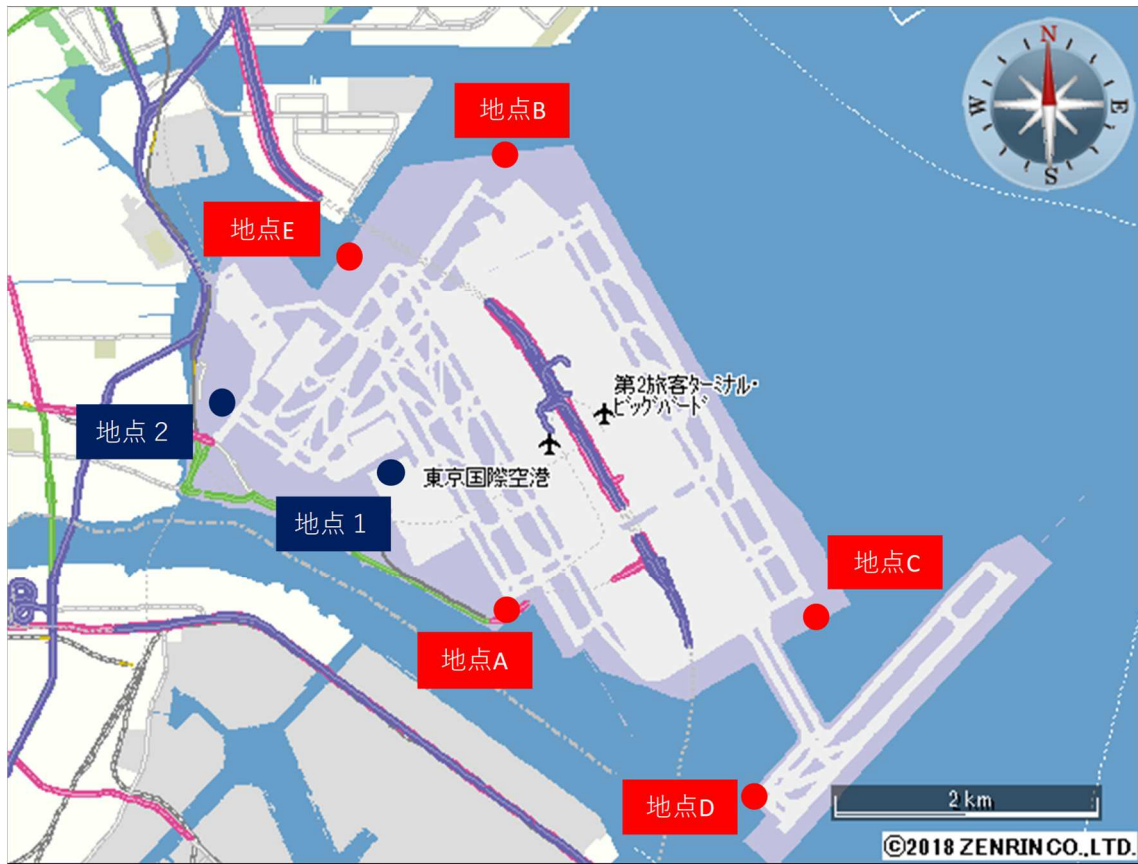 地点B
N
W
E
S
地点E
第2旅客ターミナル・
ビッグバード
地点2
東京国際空港
地点1
地点C
地点A
地点D
2 km
©2018 ZENRIN CO.,LTD.